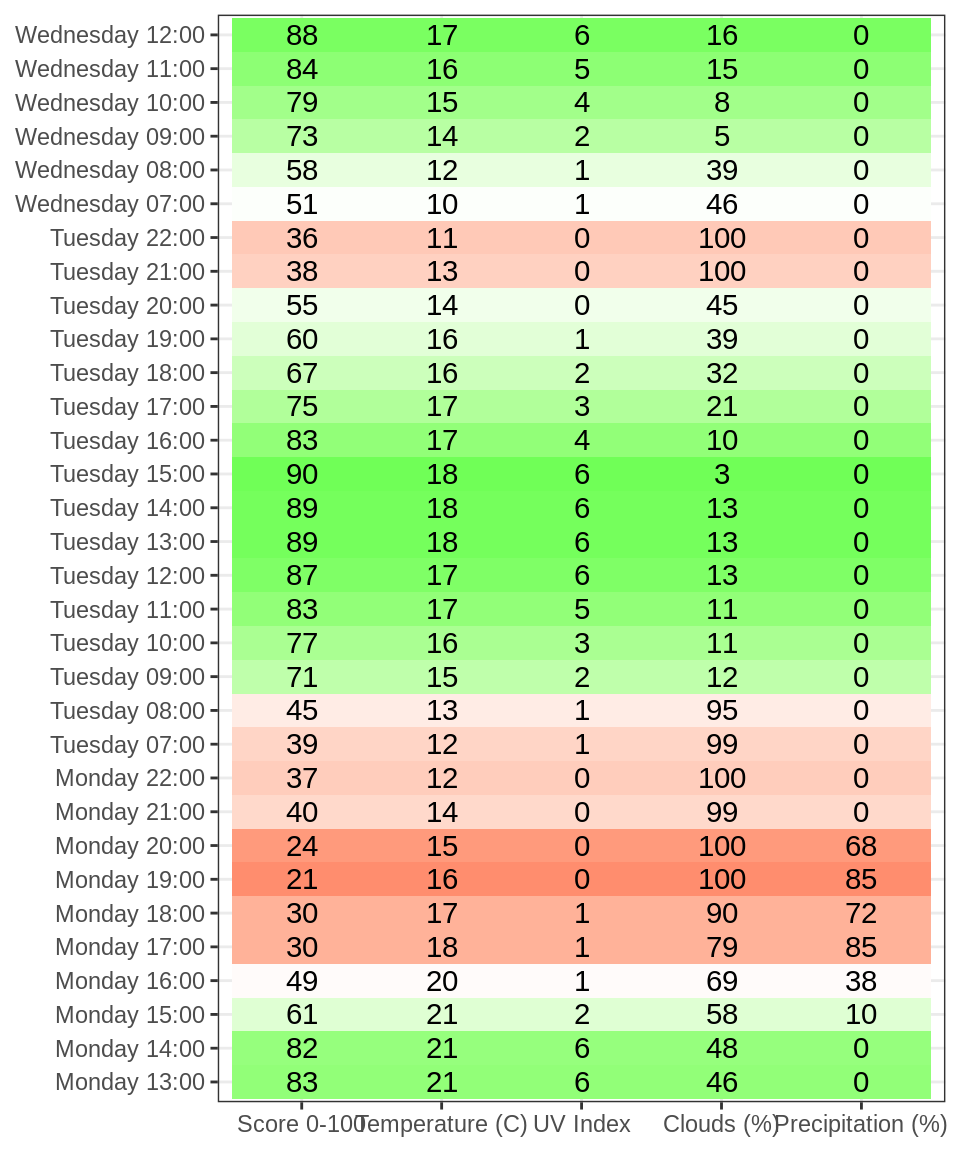 Wednesday 12:00 88 17 6 16 0
Wednesday 11:00 84 16 5 15 0
Wednesday 10:00 79 15 4 8 0
Wednesday 09:00 73 14 2 5 0
Wednesday 08:00 58 12 1 39 0
Wednesday 07:00 51 10 1 46 0
Tuesday 22:00 36 11 0 100 0
Tuesday 21:00 38 13 0 100 0
Tuesday 20:00 55 14 0 45 0
Tuesday 19:00 60 16 1 39 0
Tuesday 18:00 67 16 2 32 0
Tuesday 17:00 75 17 3 21 0
Tuesday 16:00 83 17 4 10 0
Tuesday 15:00 90 18 6 3 0
Tuesday 14:00 89 18 6 13 0
Tuesday 13:00 89 18 6 13 0
Tuesday 12:00 87 17 6 13 0
Tuesday 11:00 83 17 5 11 0
Tuesday 10:00 77 16 3 11 0
Tuesday 09:00 71 15 2 12 0
Tuesday 08:00 45 13 1 95 0
Tuesday 07:00 39 12 1 99 0
Monday 22:00 37 12 0 100 0
Monday 21:00 40 14 0 99 0
Monday 20:00 24 15 0 100 68
Monday 19:00 21 16 0 100 85
Monday 18:00 30 17 1 90 72
Monday 17:00 30 18 1 79 85
Monday 16:00 49 20 1 69 38
Monday 15:00 61 21 2 58 10
Monday 14:00 82 21 6 48 0
Monday 13:00 83 21 6 46 0
Score 0-100 Temperature (C) UV Index Clouds (%) Precipitation (%)